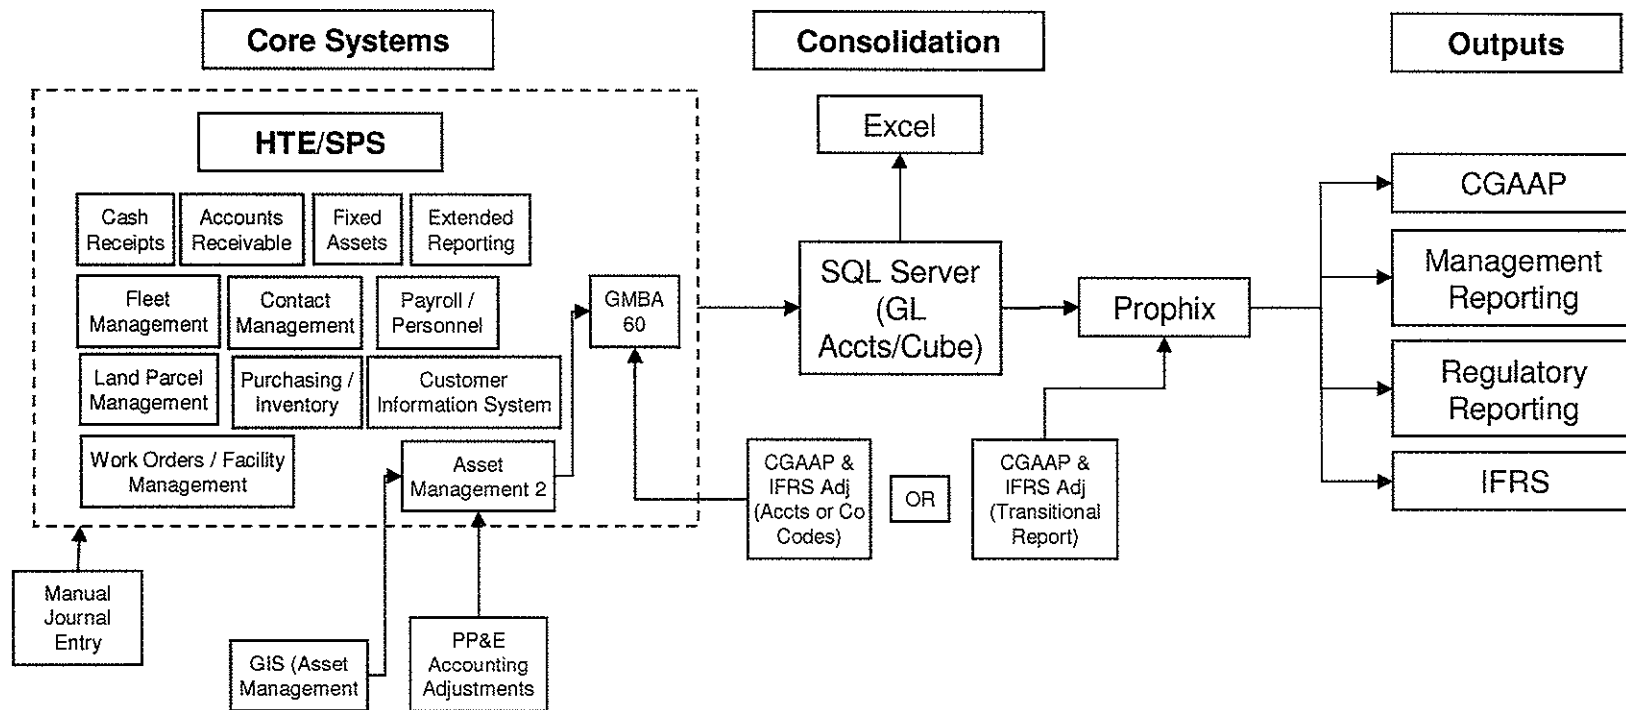 Core Systems
Consolidation
Outputs
HTE/SPS
Excel
Cash
Receipts
Accounts
Receivable
Fixed
Assets
Extended
Reporting
CGAAP
Fleet
Management
Contact
Management
Payroll /
Personnel
GMBA
60
SQL Server
(GL
Accts/Cube)
Prophix
Management
Reporting
Land Parcel
Management
Purchasing /
Inventory
Customer
Information System
Regulatory
Reporting
Work Orders / Facility
Management
Asset
Management 2
CGAAP &
IFRS Adj
(Accts or Co
Codes)
OR
CGAAP &
IFRS Adj
(Transitional
Report)
IFRS
Manual
Journal
Entry
GIS (Asset
Management
PP&E
Accounting
Adjustments